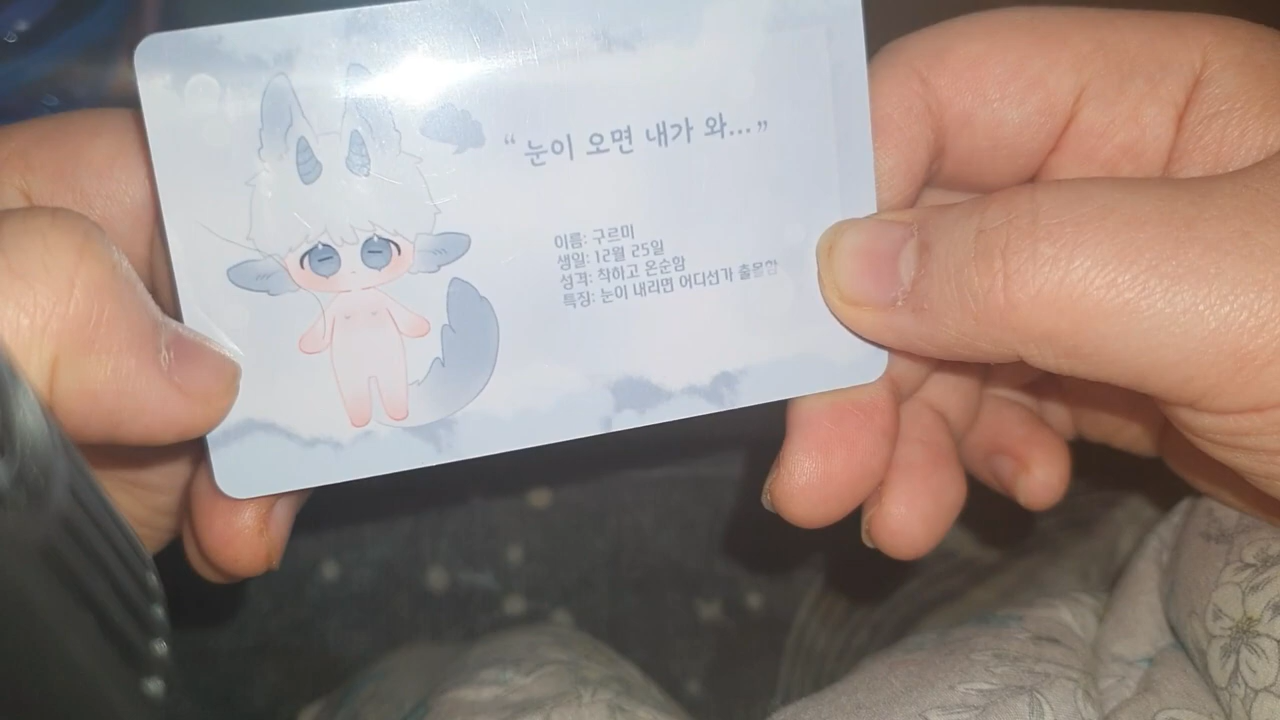 “ 눈이 오면 내가 와... ”
이름: 구르미
생일: 12월 25일
성격: 착하고 온순함
특징: 눈이 내리면 어디선가 출몰함